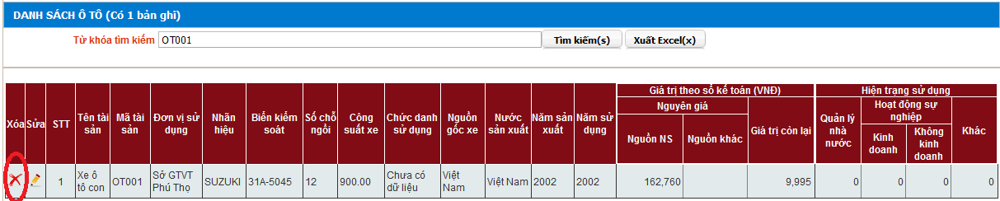 DANH SÁCH Ô TÔ (Có 1 bản ghi)
Từ khóa tìm kiếm OT001 Tìm kiếm(s) Xuất Excel(x)
Giá trị theo sổ kế toán (VNĐ) Hiện trạng sử dụng
Nguyên giá Hoạt động sự
nghiệp
Xóa Sửa STT Tên tài
sản Mã tài
sản Đơn vị sử
dụng Nhãn
hiệu Biển kiểm
soát Số chỗ
ngồi Công
suất xe Chức danh
sử dụng Nguồn
gốc xe Nước
sản xuất Năm sản
xuất Năm sử
dụng Nguồn NS Nguồn khác Giá trị còn lại Quản lý
nhà
nước Kinh
doanh Không
kinh
doanh Khác
1 Xe ô
tô con OT001 Sở GTVT
Phú Thọ SUZUKI 31A-5045 12 900.00 Chưa có
dữ liệu Việt
Nam Việt Nam 2002 2002 162,760 9,995 0 0 0 0